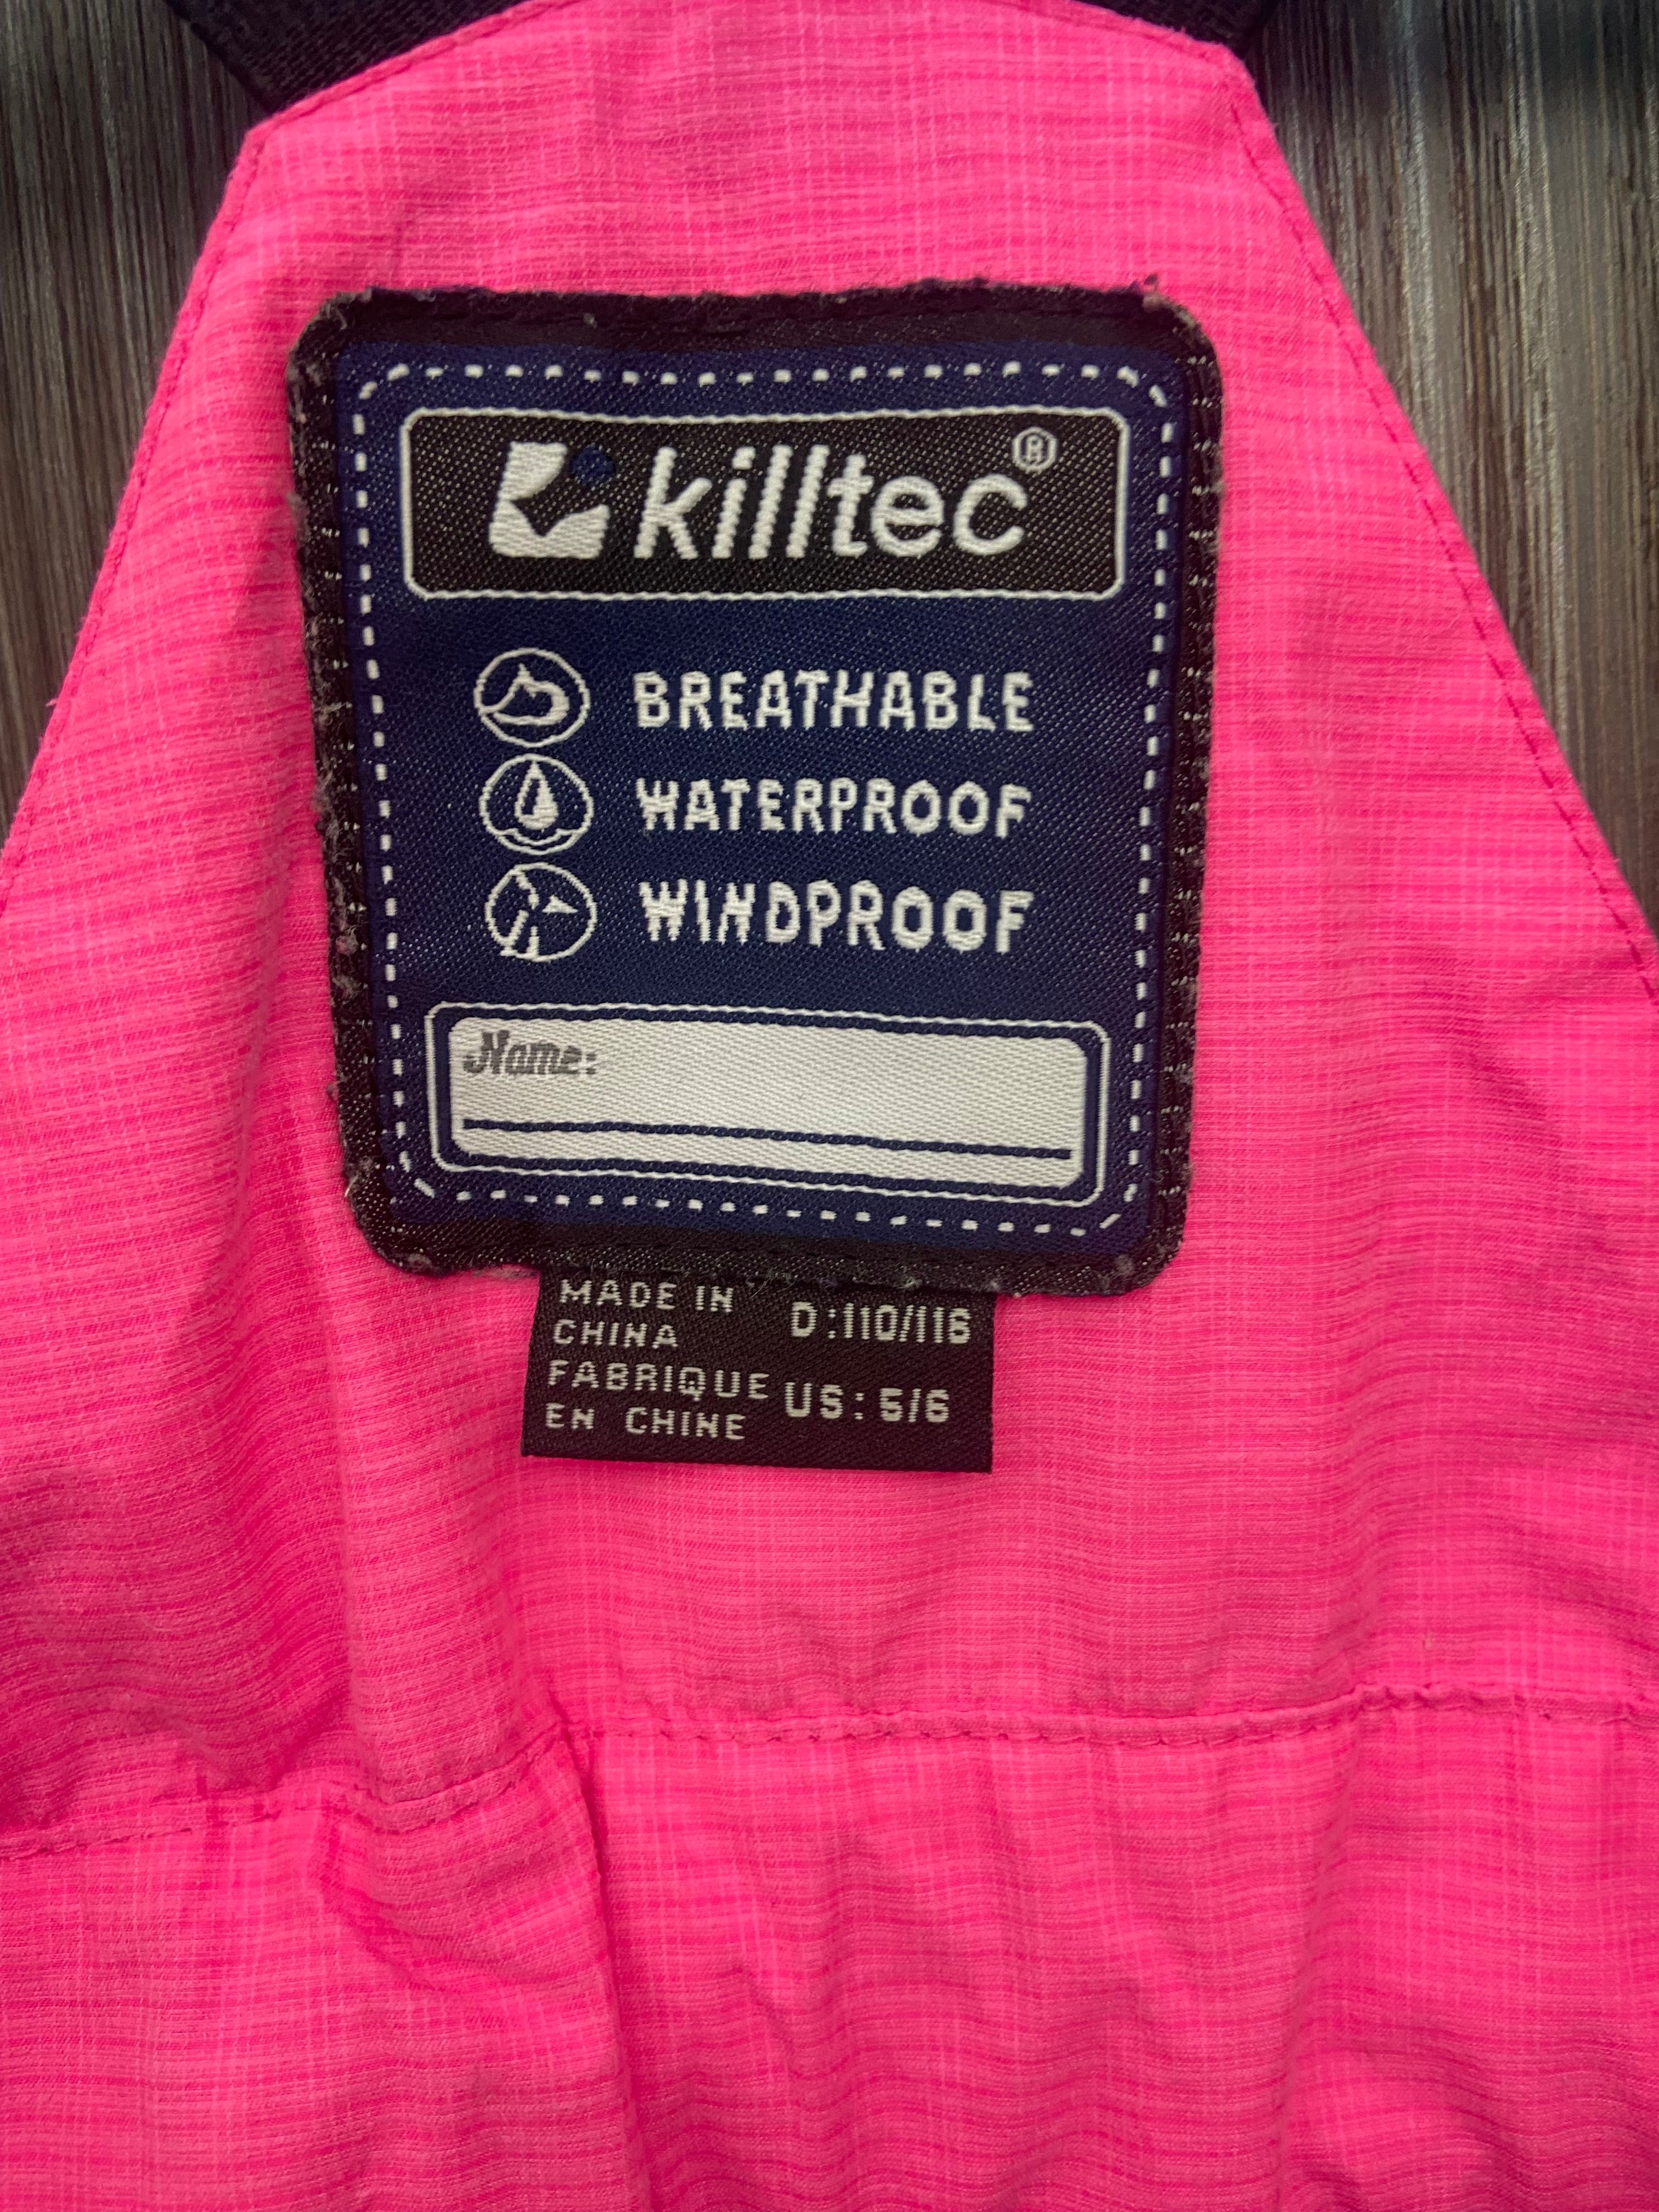 killtec®
BREATHABLE
WATERPROOF
WINDPROOF
Name:
MADE IN
CHINA
FABRIQUE
EN CHINE
D:110/116
US: 5/6